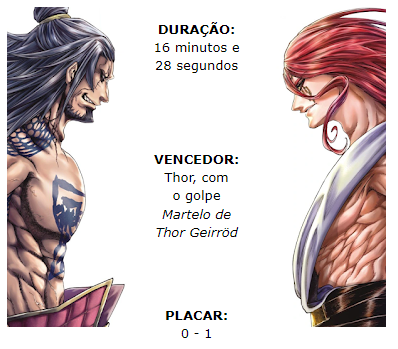 DURAÇÃO:
16 minutos e
28 segundos
VENCEDOR:
Thor, com
o golpe
Martelo de
Thor Geirröd
PLACAR:
0 - 1